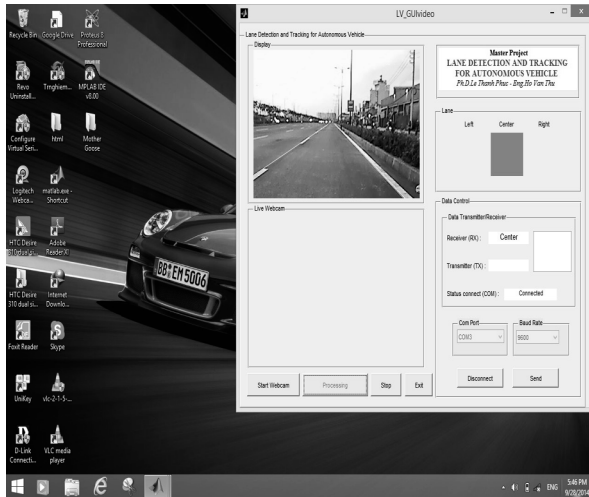 Recycle Bin
Google Drive
Proteus 8
Professional
Revo
Uninstall...
Tmghiem...
MPLAB IDE
v8.00
Configure
Virtual Seri...
html
Mother
Goose
Logitech
Webca...
matlab.exe -
Shortcut
HTC Desire
310 dual si...
Adobe
Reader XI
HTC Desire
310 dual si...
Internet
Downlo...
Foxit Reader
Skype
UniKey
vlc-2-1-5-...
D-Link
Connecti...
VLC media
player
BB EM 5006
LV_GUIvideo
Lane Detection and Tracking for Autonomous Vehicle
Display
Live Webcam
Start Webcam
Processing
Stop
Exit
Master Project
LANE DETECTION AND TRACKING
FOR AUTONOMOUS VEHICLE
Ph.D.Le Thanh Phuc - Eng.Ho Van Thu
Lane
Left Center Right
Data Control
Data Transmitter/Receiver
Receiver (RX) : Center
Transmitter (TX) :
Status connect (COM) : Connected
Com Port
COM3
Baud Rate
9600
Disconnect
Send
ENG
5:46 PM
9/28/2014